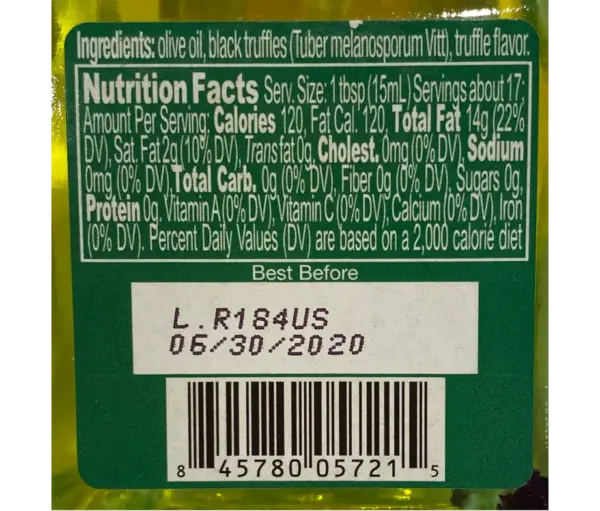 Ingredients: olive oil, black truffles (Tuber melanosporum Vitt), truffle flavor.
Nutrition Facts Serv. Size: 1 tbsp (15mL) Servings about 17;
Amount Per Serving: Calories 120, Fat Cal. 120, Total Fat 14g (22%
DV), Sat. Fat 2g (10% DV), Trans fat 0g, Cholest. 0mg (0% DV), Sodium
0mg (0% DV), Total Carb. 0g (0% DV), Fiber 0g (0% DV), Sugars 0g,
Protein 0g. Vitamin A (0% DV), Vitamin C (0% DV), Calcium (0% DV), Iron
(0% DV). Percent Daily Values (DV) are based on a 2,000 calorie diet
Best Before
L.R184US
06/30/2020
8 45780 05721 5